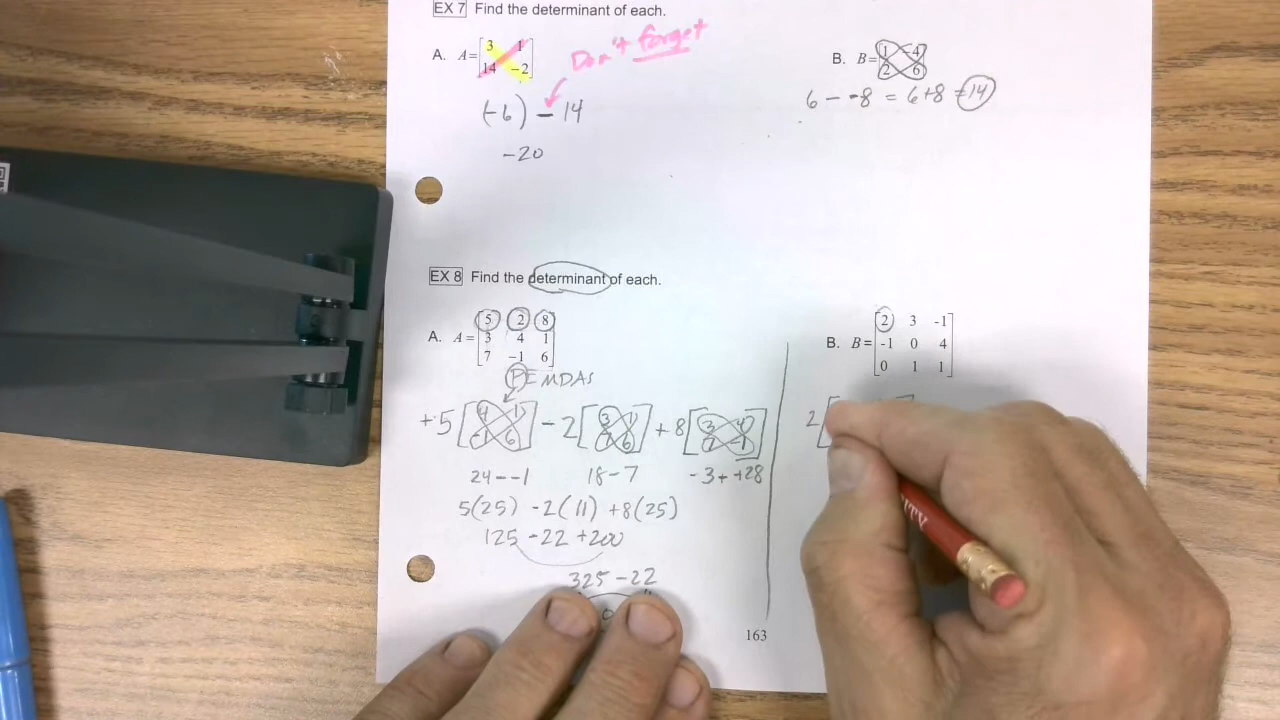 EX 7 Find the determinant of each.
A. A= [3 1
14 -2]
Don't forget
(-6) - 14
-20
B. B= [1 -4
2 6]
6 - -8 = 6+8 = 14
EX 8 Find the determinant of each.
A. A= [5 2 8
3 4 1
7 -1 6]
PEMDAS
+5 [4 1 -1 6] - 2 [3 1 7 6] + 8 [3 4 7 -1]
24 - -1 18 - 7 -3 + +28
5(25) -2(11) +8(25)
125 -22 +200
325 -22
B. B= [2 3 -1
-1 0 4
0 1 1]
2 [
163
ITY